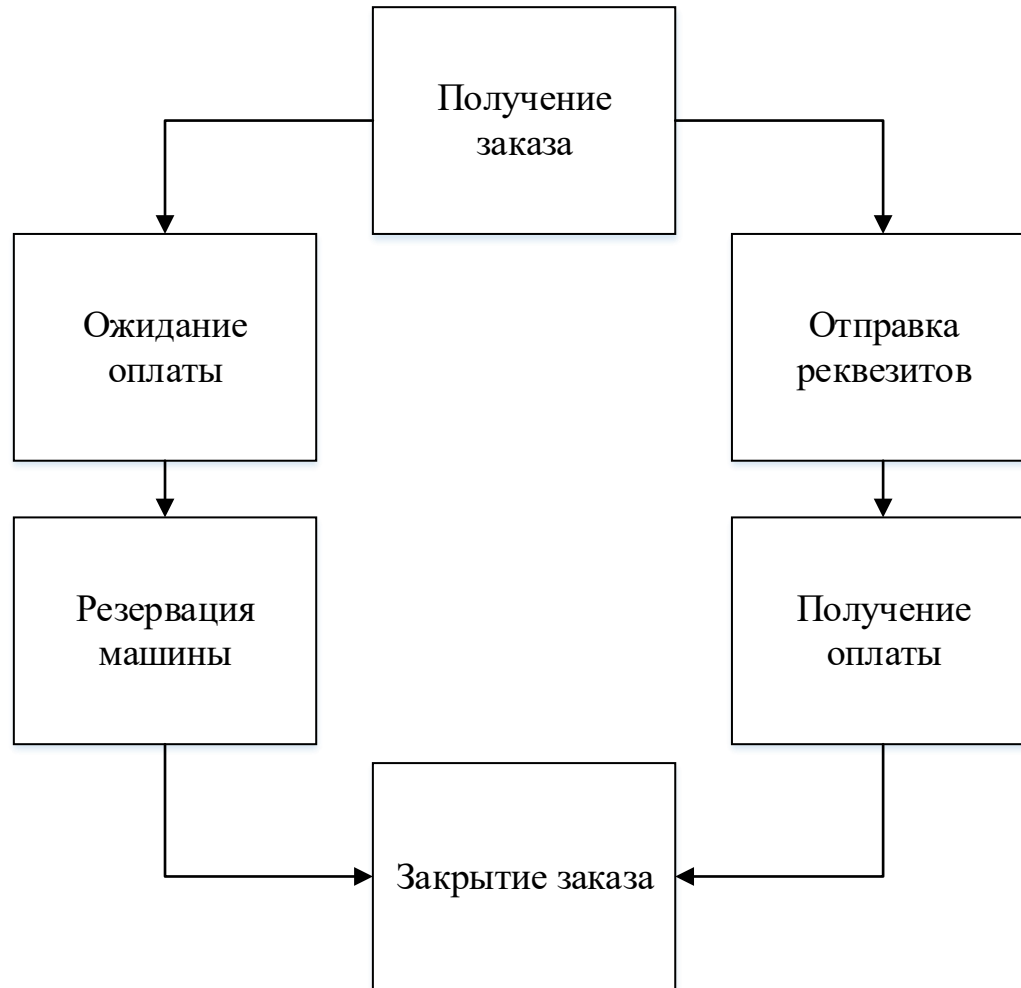 Получение
заказа
Ожидание
оплаты
Отправка
реквезитов
Резервация
машины
Получение
оплаты
Закрытие заказа